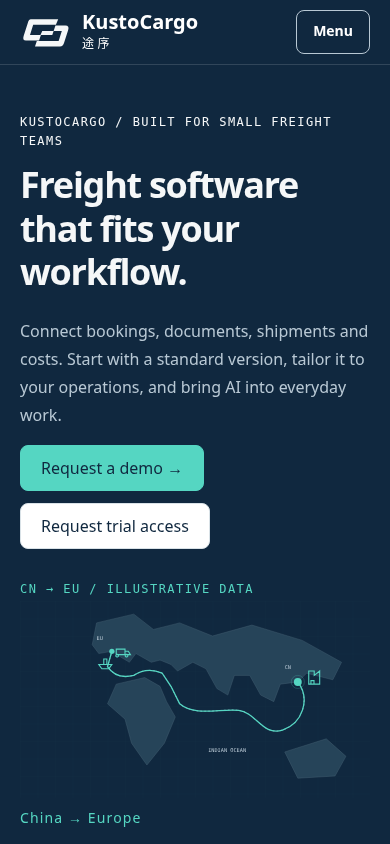 KustoCargo
途序
Menu
KUSTOCARGO / BUILT FOR SMALL FREIGHT
TEAMS
Freight software
that fits your
workflow.
Connect bookings, documents, shipments and
costs. Start with a standard version, tailor it to
your operations, and bring AI into everyday
work.
Request a demo →
Request trial access
CN → EU / ILLUSTRATIVE DATA
EU
CN
INDIAN OCEAN
China → Europe